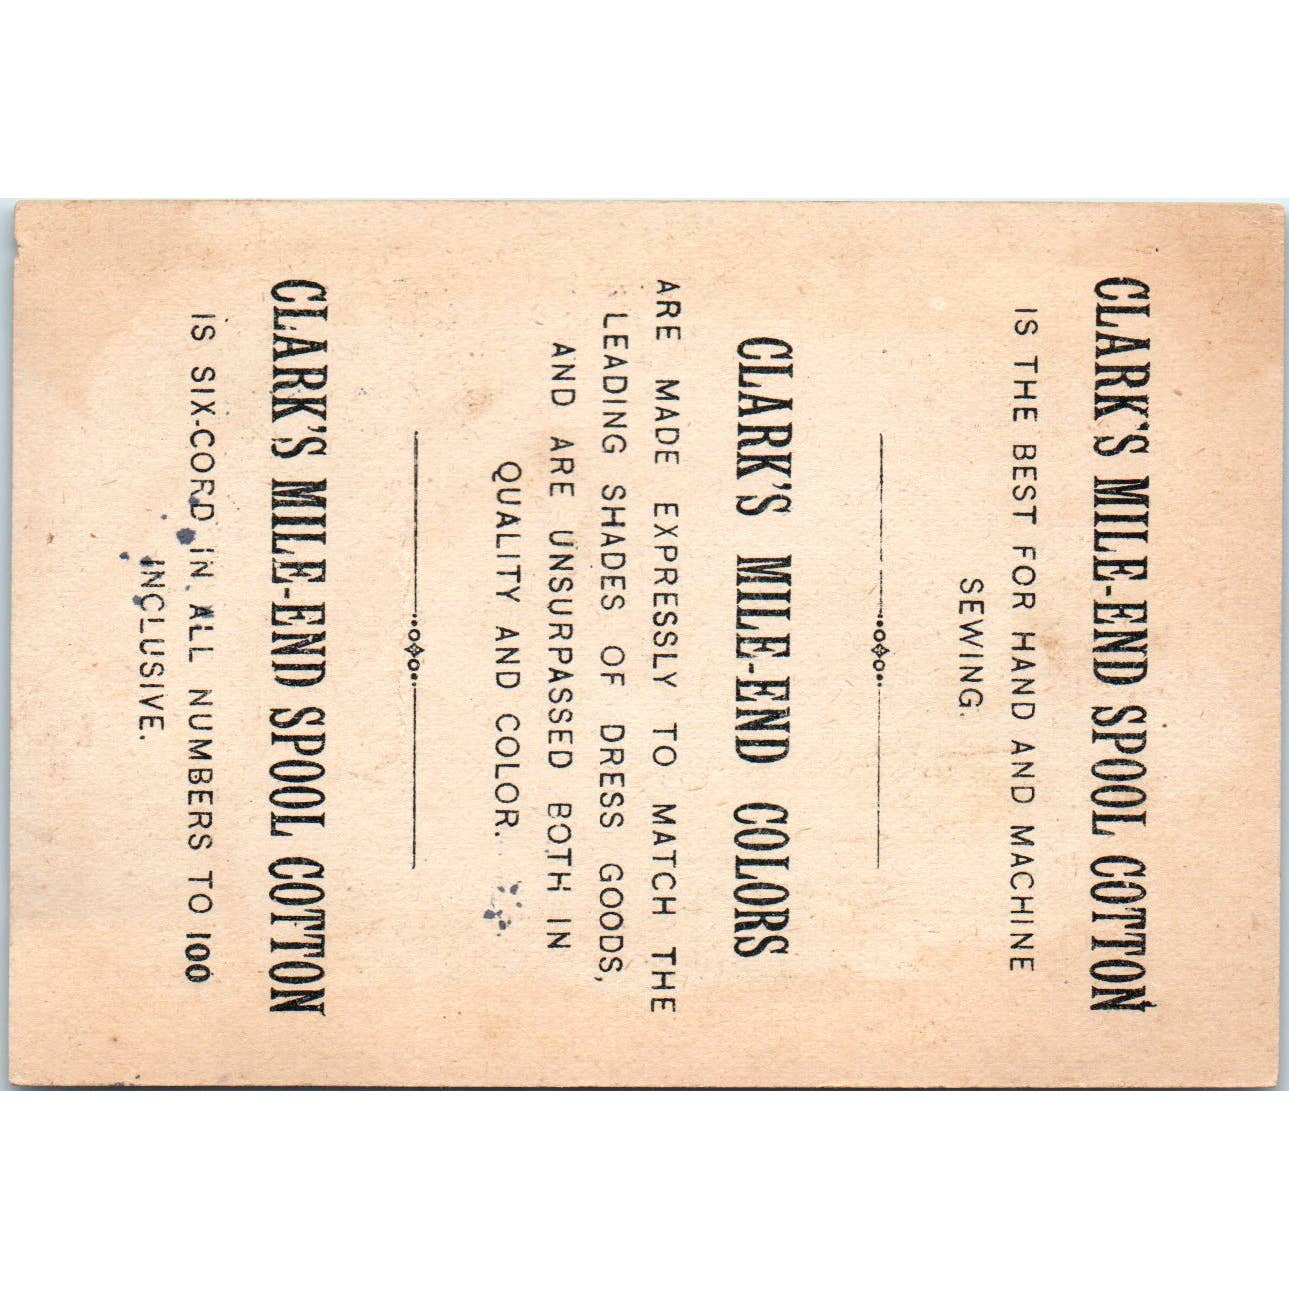 CLARK'S MILE-END SPOOL COTTON
IS THE BEST FOR HAND AND MACHINE
SEWING.
CLARK'S MILE-END COLORS
ARE MADE EXPRESSLY TO MATCH THE
LEADING SHADES OF DRESS GOODS,
AND ARE UNSURPASSED BOTH IN
QUALITY AND COLOR.
CLARK'S MILE-END SPOOL COTTON
IS SIX-CORD IN ALL NUMBERS TO 100
INCLUSIVE.